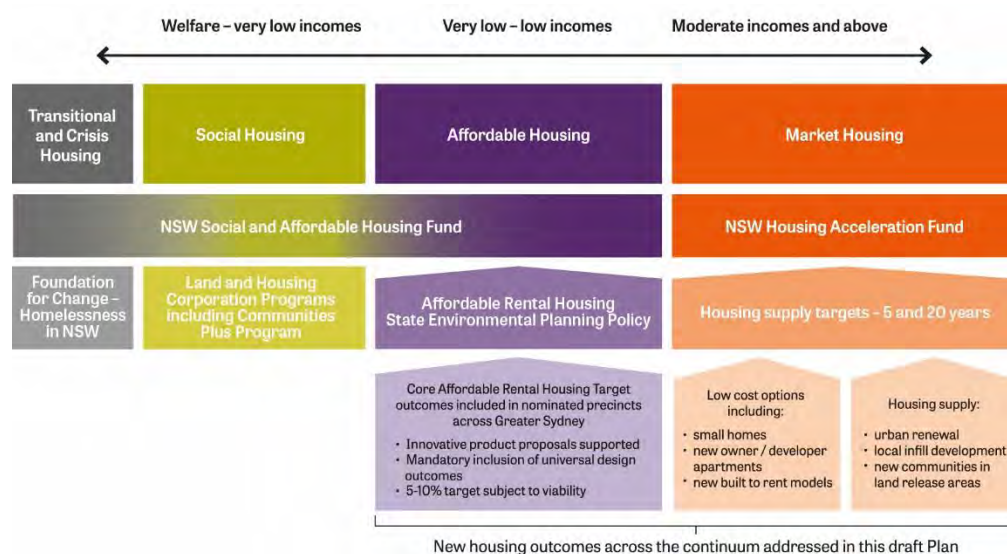 Welfare – very low incomes
Very low – low incomes
Moderate incomes and above
Transitional
and Crisis
Housing
Social Housing
Affordable Housing
Market Housing
NSW Social and Affordable Housing Fund
NSW Housing Acceleration Fund
Foundation
for Change –
Homelessness
in NSW
Land and Housing
Corporation Programs
including Communities
Plus Program
Affordable Rental Housing
State Environmental Planning Policy
Housing supply targets – 5 and 20 years
Core Affordable Rental Housing Target
outcomes included in nominated precincts
across Greater Sydney
• Innovative product proposals supported
• Mandatory inclusion of universal design
outcomes
• 5-10% target subject to viability
Low cost options
including:
• small homes
• new owner / developer
apartments
• new built to rent models
Housing supply:
• urban renewal
• local infill development
• new communities in
land release areas
New housing outcomes across the continuum addressed in this draft Plan